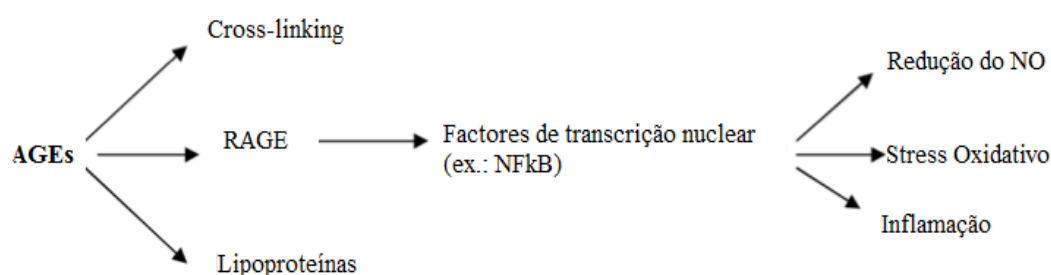 Cross-linking
Redução do NO
AGEs
RAGE
Factores de transcrição nuclear
(ex.: NFkB)
Stress Oxidativo
Inflamação
Lipoproteínas